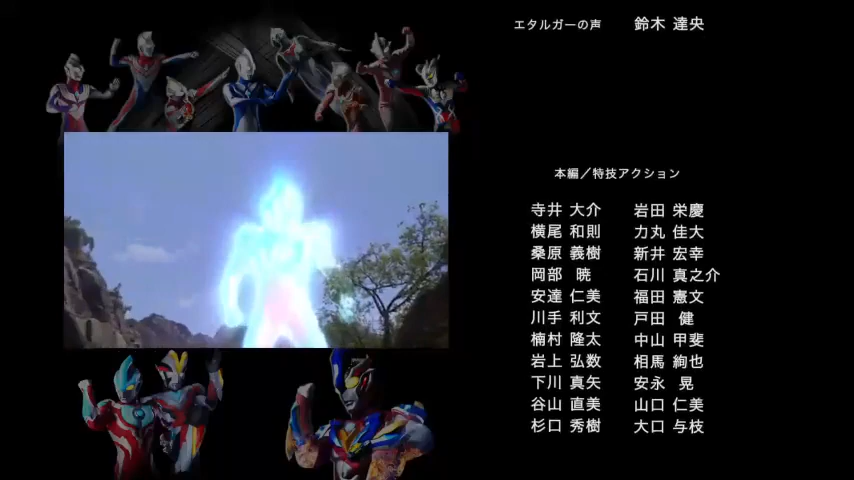 エタルガーの声 鈴木 達央
本編／特技アクション
寺井 大介 岩田 栄慶
横尾 和則 力丸 佳大
桑原 義樹 新井 宏幸
岡部 暁 石川 真之介
安達 仁美 福田 憲文
川手 利文 戸田 健
楠村 隆太 中山 甲斐
岩上 弘数 相馬 絢也
下川 真矢 安永 晃
谷山 直美 山口 仁美
杉口 秀樹 大口 与枝